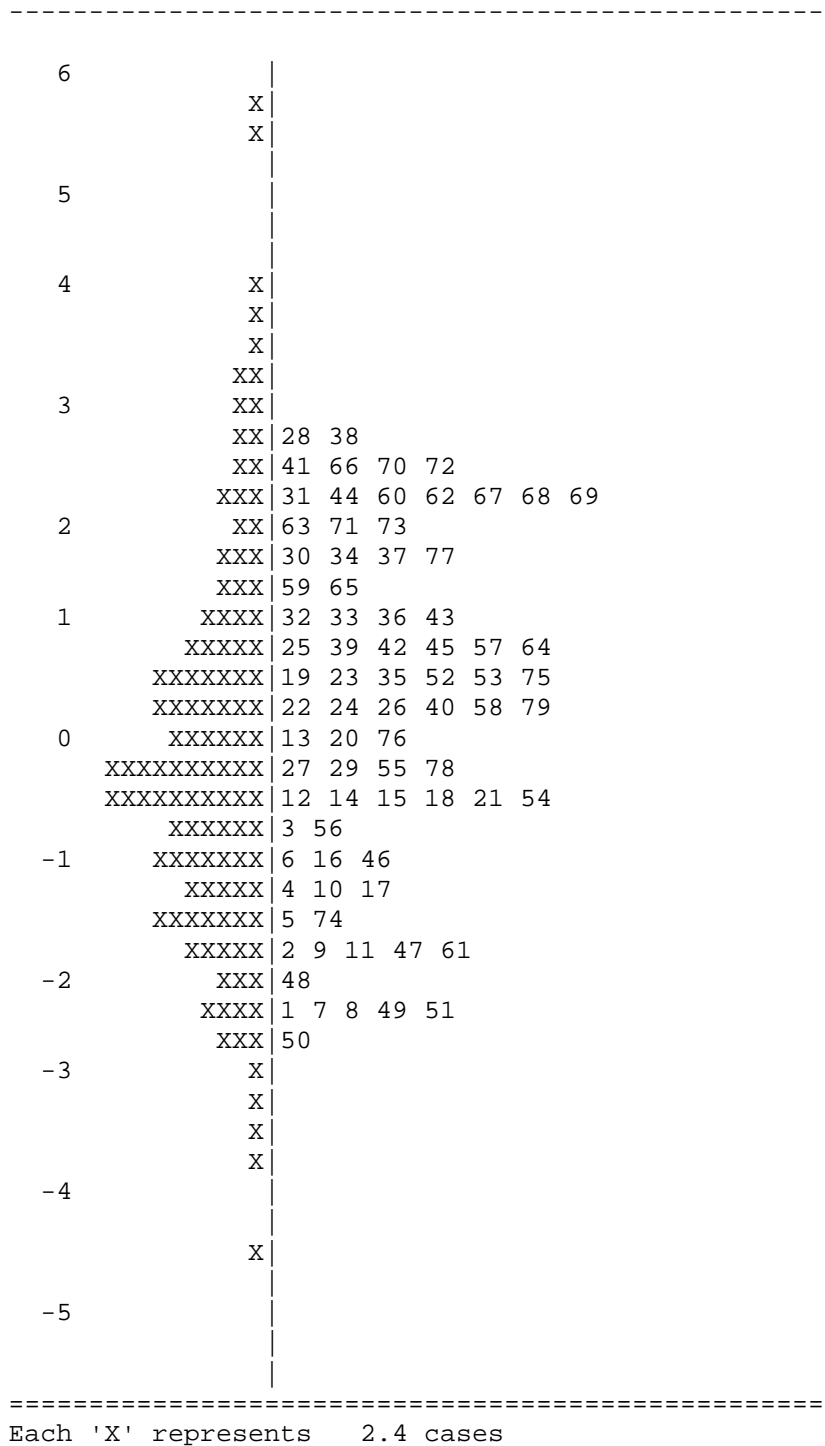 ---------------------------------------------------
   6            |
               X|
               X|
                |
   5            |
                |
                |
   4           X|
               X|
               X|
              XX|
   3          XX|
              XX|28 38
              XX|41 66 70 72
             XXX|31 44 60 62 67 68 69
   2          XX|63 71 73
             XXX|30 34 37 77
             XXX|59 65
   1        XXXX|32 33 36 43
           XXXXX|25 39 42 45 57 64
         XXXXXXX|19 23 35 52 53 75
         XXXXXXX|22 24 26 40 58 79
   0      XXXXXX|13 20 76
      XXXXXXXXXX|27 29 55 78
      XXXXXXXXXX|12 14 15 18 21 54
          XXXXXX|3 56
  -1     XXXXXXX|6 16 46
           XXXXX|4 10 17
         XXXXXXX|5 74
           XXXXX|2 9 11 47 61
  -2         XXX|48
            XXXX|1 7 8 49 51
             XXX|50
  -3           X|
               X|
               X|
               X|
  -4            |
                |
               X|
                |
  -5            |
                |
                |
===================================================
Each 'X' represents   2.4 cases